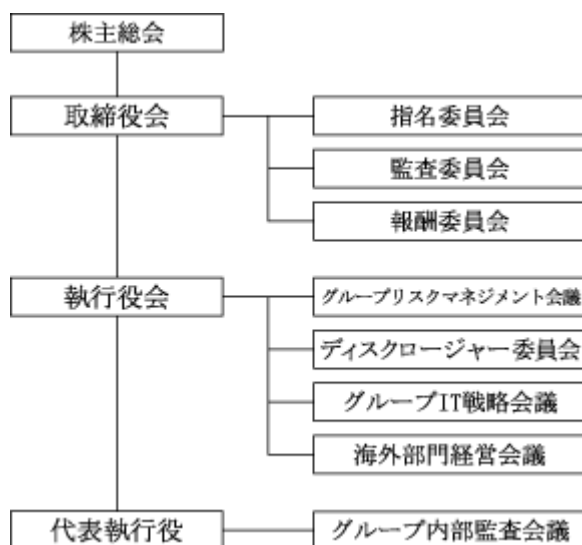 株主総会
取締役会
指名委員会
監査委員会
報酬委員会
執行役会
グループリスクマネジメント会議
ディスクロージャー委員会
グループIT戦略会議
海外部門経営会議
代表執行役
グループ内部監査会議